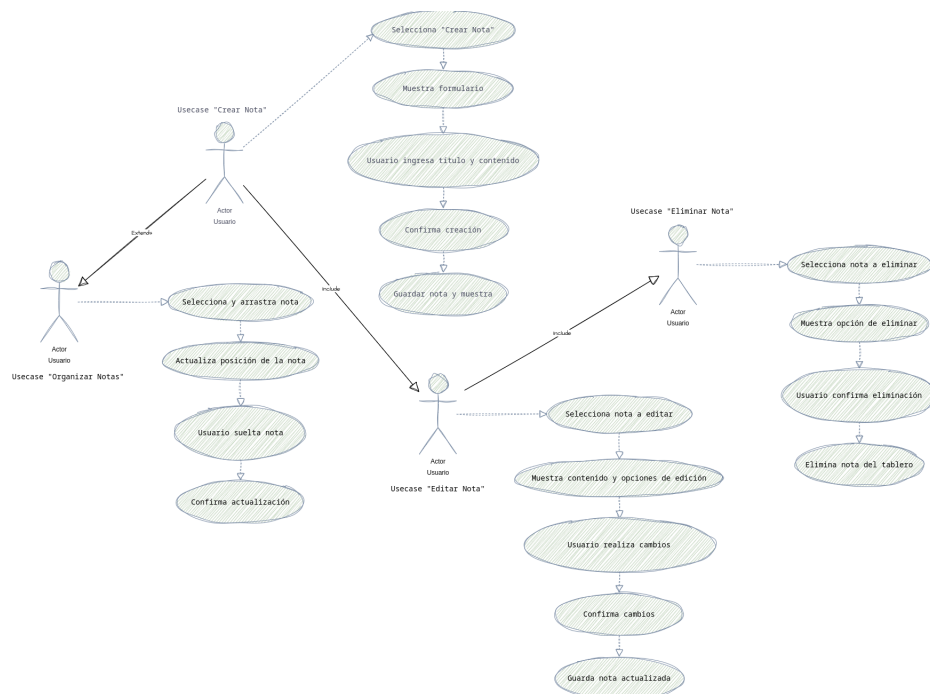 Selecciona "Crear Nota"
Muestra formulario
Usecase "Crear Nota"
Usuario ingresa titulo y contenido
Actor
Usuario
Confirma creación
Guardar nota y muestra
Extends
include
Usecase "Eliminar Nota"
Actor
Usuario
Selecciona nota a eliminar
Muestra opción de eliminar
Usuario confirma eliminación
Elimina nota del tablero
include
Selecciona y arrastra nota
Actor
Usuario
Usecase "Organizar Notas"
Actualiza posición de la nota
Usuario suelta nota
Confirma actualización
Actor
Usuario
Usecase "Editar Nota"
Selecciona nota a editar
Muestra contenido y opciones de edición
Usuario realiza cambios
Confirma cambios
Guarda nota actualizada